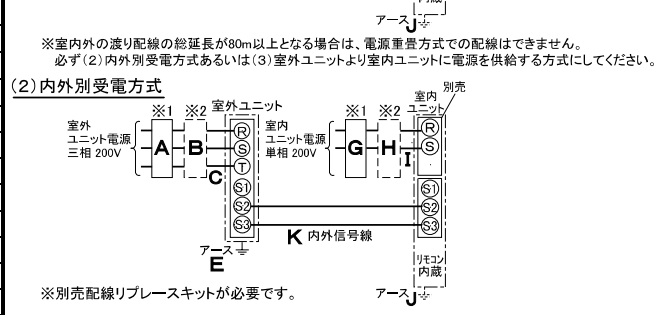 内蔵
アースJ
※室内外の渡り配線の総延長が80m以上となる場合は、電源重畳方式での配線はできません。
必ず(2)内外別受電方式あるいは(3)室外ユニットより室内ユニットに電源を供給する方式にしてください。
(2)内外別受電方式
※1 ※2 室外ユニット
※1 ※2 室内ユニット 別売
室外
ユニット電源
三相 200V
A B C
R
S
T
S1
S2
S3
室内
ユニット電源
単相 200V
G H I
R
S
S1
S2
S3
K 内外信号線
アース
E
リモコン
内蔵
※別売配線リプレースキットが必要です。
アースJ